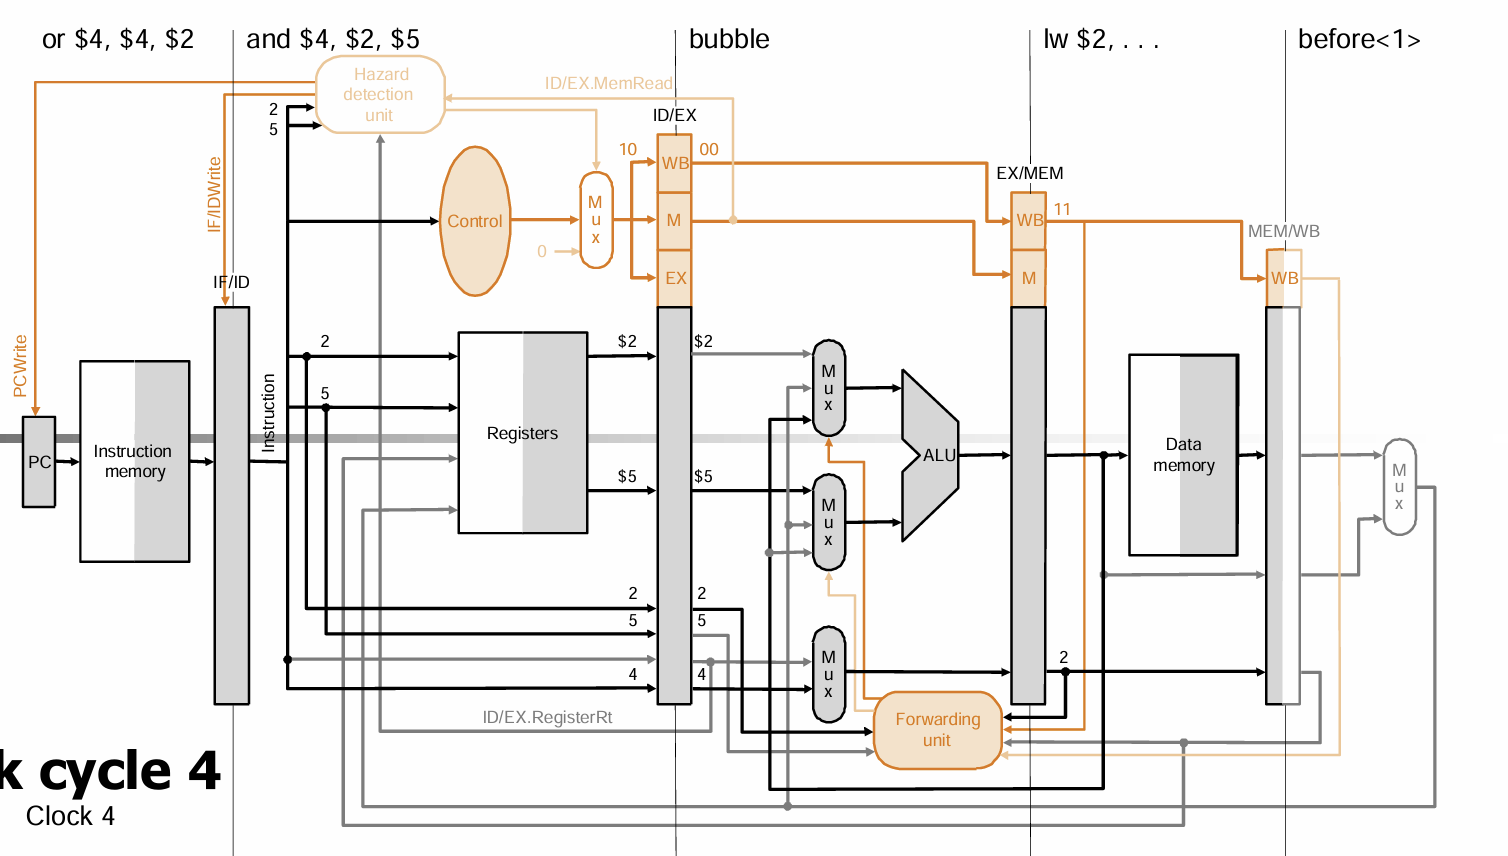 or $4, $4, $2
and $4, $2, $5
bubble
lw $2, . . .
before<1>
Hazard
detection
unit
ID/EX.MemRead
2
5
ID/EX
10
WB
00
EX/MEM
IF/IDWrite
Control
M
u
x
0
M
EX
WB
11
M
MEM/WB
WB
IF/ID
PCWrite
2
$2
$2
M
u
x
5
Instruction
Registers
PC
Instruction
memory
ALU
Data
memory
M
u
x
$5
$5
M
u
x
2
2
5
5
4
4
M
u
x
2
ID/EX.RegisterRt
Forwarding
unit
k cycle 4
Clock 4